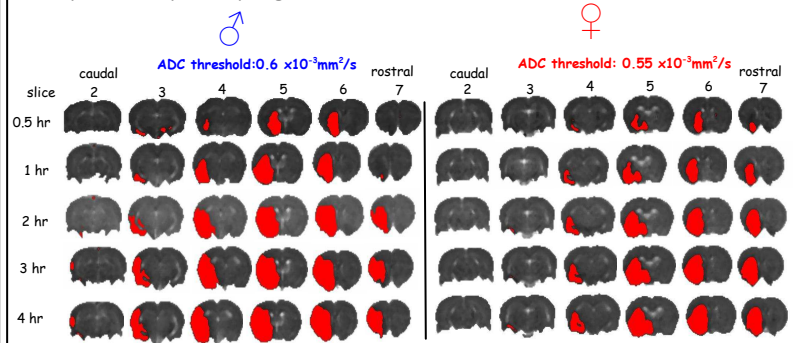 ♂ ♀
ADC threshold:0.6 x10⁻³mm²/s ADC threshold: 0.55 x10⁻³mm²/s
caudal rostral caudal rostral
slice 2 3 4 5 6 7 2 3 4 5 6 7
0.5 hr
1 hr
2 hr
3 hr
4 hr